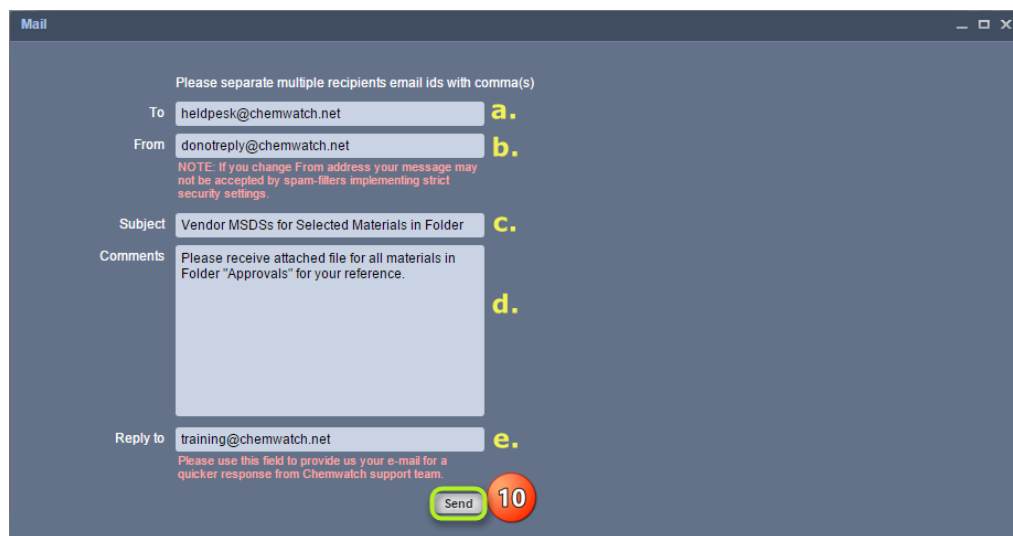 Mail
Please separate multiple recipients email ids with comma(s)
To heldpesk@chemwatch.net a.
From donotreply@chemwatch.net b.
NOTE: If you change From address your message may
not be accepted by spam-filters implementing strict
security settings.
Subject Vendor MSDSs for Selected Materials in Folder c.
Comments Please receive attached file for all materials in
Folder "Approvals" for your reference.
d.
Reply to training@chemwatch.net e.
Please use this field to provide us your e-mail for a
quicker response from Chemwatch support team.
Send 10